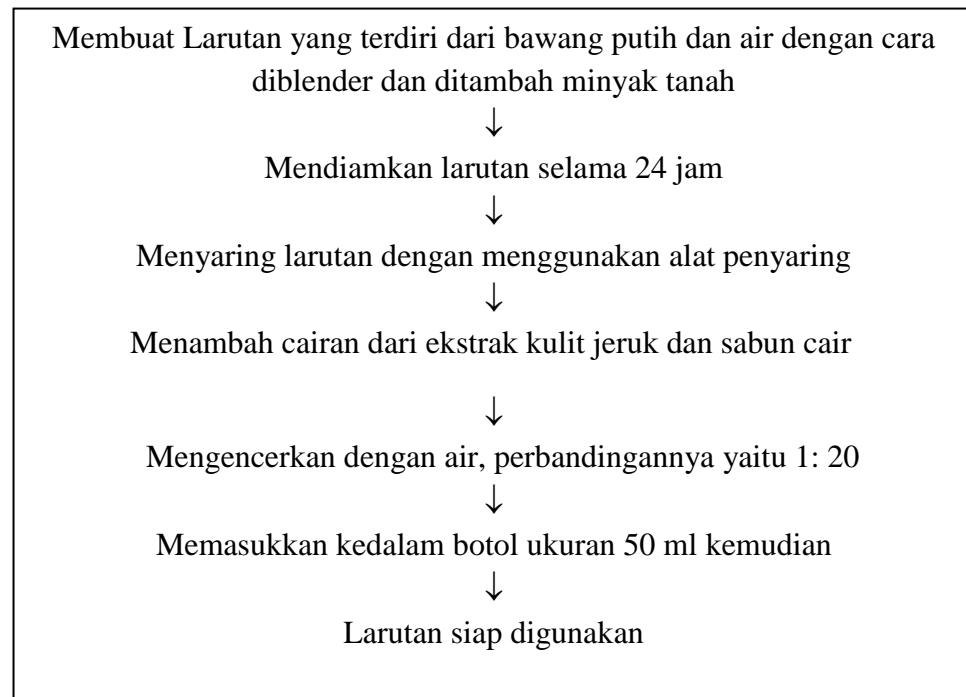 Membuat Larutan yang terdiri dari bawang putih dan air dengan cara
diblender dan ditambah minyak tanah
↓
Mendiamkan larutan selama 24 jam
↓
Menyaring larutan dengan menggunakan alat penyaring
↓
Menambah cairan dari ekstrak kulit jeruk dan sabun cair
↓
Mengencerkan dengan air, perbandingannya yaitu 1: 20
↓
Memasukkan kedalam botol ukuran 50 ml kemudian
↓
Larutan siap digunakan